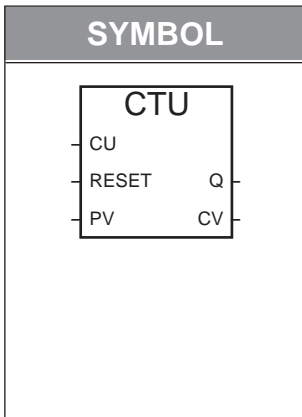 SYMBOL
CTU
CU
RESET Q
PV CV